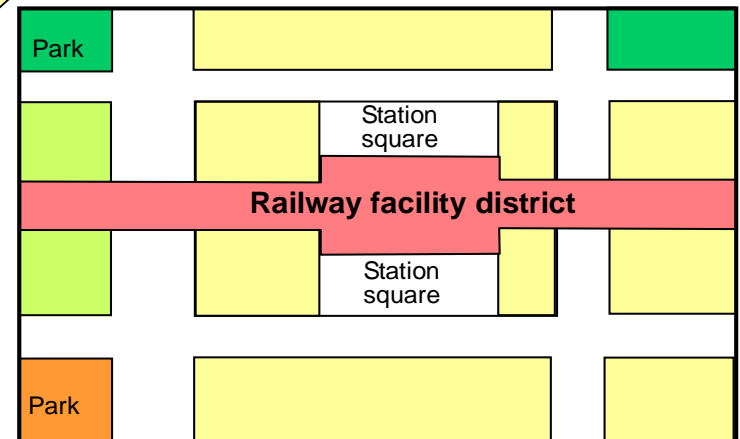 Park
Station
square
Railway facility district
Station
square
Park